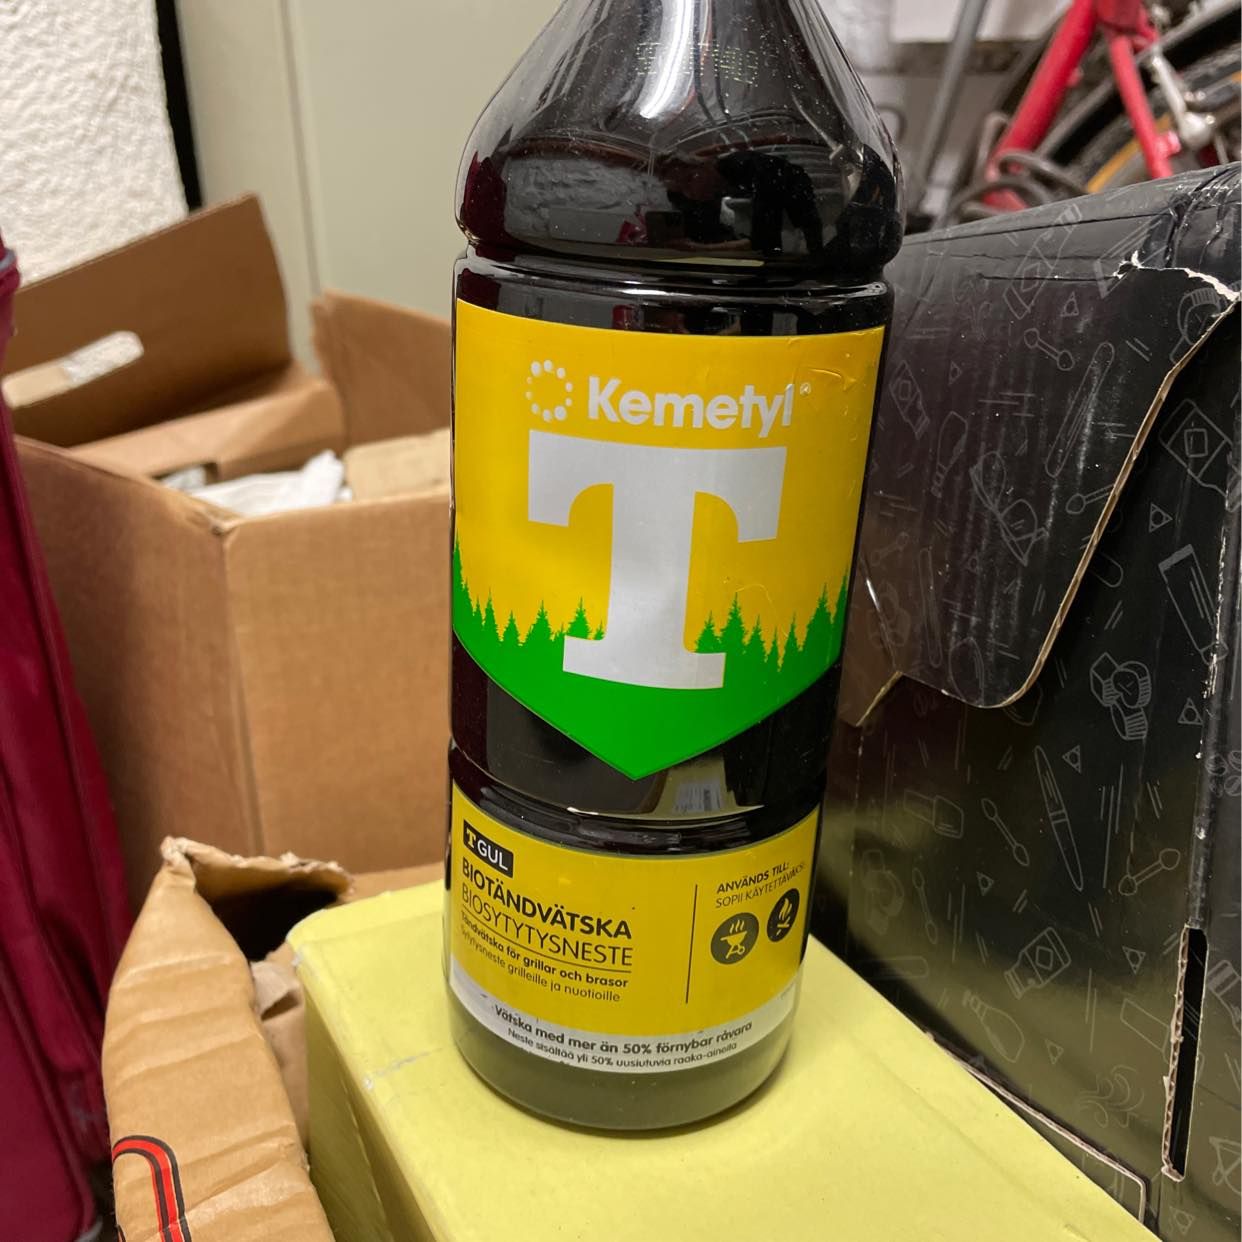 Kemetyl
T
T GUL
BIOTÄNDVÄTSKA
BIOSYTYTYSNESTE
Tändvätska för grillar och brasor
Sytytysneste grilleille ja nuotioille
ANVÄNDS TILL:
SOPII KÄYTETTÄVÄKSI:
Vätska med mer än 50% förnybar råvara
Neste sisältää yli 50% uusiutuvia raaka-aineita